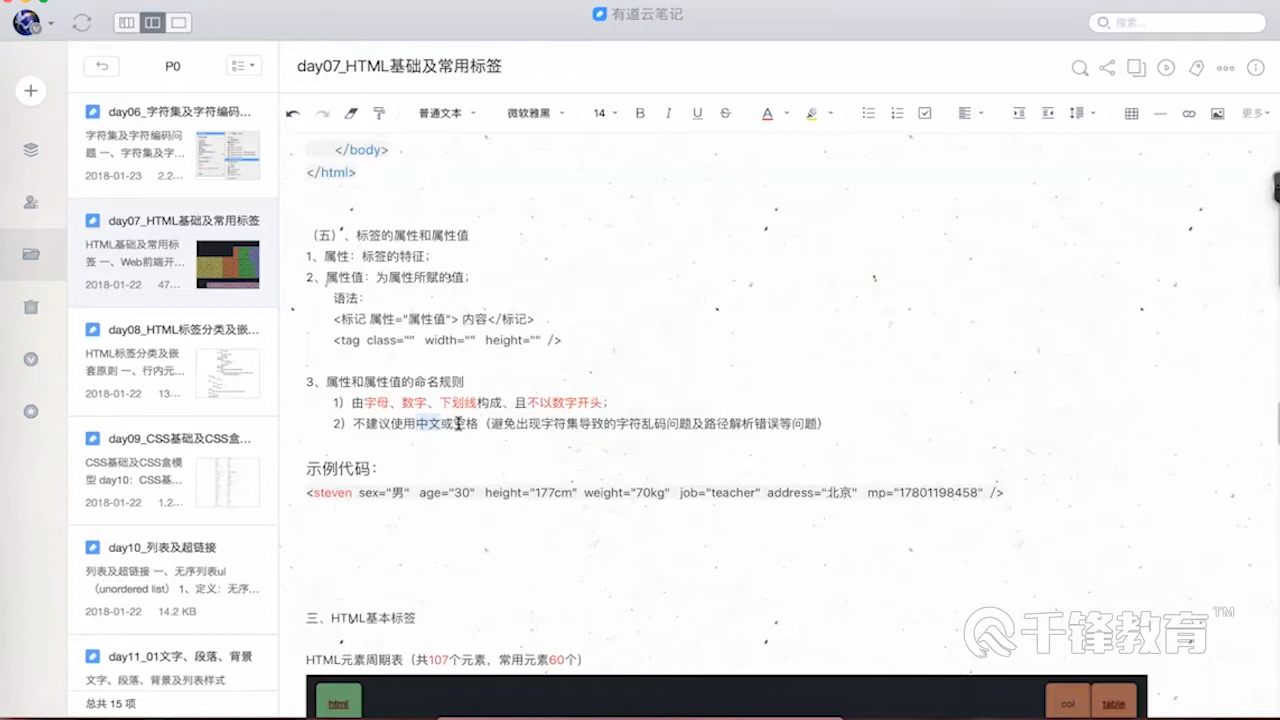 有道云笔记
搜索...
P0
day06_字符集及字符编码...
字符集及字符编码问
题 一、字符集及字...
2018-01-23 2.2...
day07_HTML基础及常用标签
HTML基础及常用标
签 一、Web前端开...
2018-01-22 47...
day08_HTML标签分类及嵌...
HTML标签分类及嵌
套原则 一、行内元...
2018-01-22 13...
day09_CSS基础及CSS盒...
CSS基础及CSS盒模
型 day10：CSS基...
2018-01-22 1.2...
day10_列表及超链接
列表及超链接 一、无序列表ul
（unordered list） 1、定义：无序...
2018-01-22 14.2 KB
day11_01文字、段落、背景
文字、段落、背景及列表样式
总共 15 项
day07_HTML基础及常用标签
普通文本 微软雅黑 14 B I U S A 更多
</body>
</html>
（五）、标签的属性和属性值
1、属性：标签的特征；
2、属性值：为属性所赋的值；
语法：
<标记 属性="属性值"> 内容</标记>
<tag class="" width="" height="" />
3、属性和属性值的命名规则
1）由字母、数字、下划线构成、且不以数字开头；
2）不建议使用中文或空格（避免出现字符集导致的字符乱码问题及路径解析错误等问题）
示例代码：
<steven sex="男" age="30" height="177cm" weight="70kg" job="teacher" address="北京" mp="17801198458" />
三、HTML基本标签
HTML元素周期表（共107个元素，常用元素60个）
html col table
千锋教育™